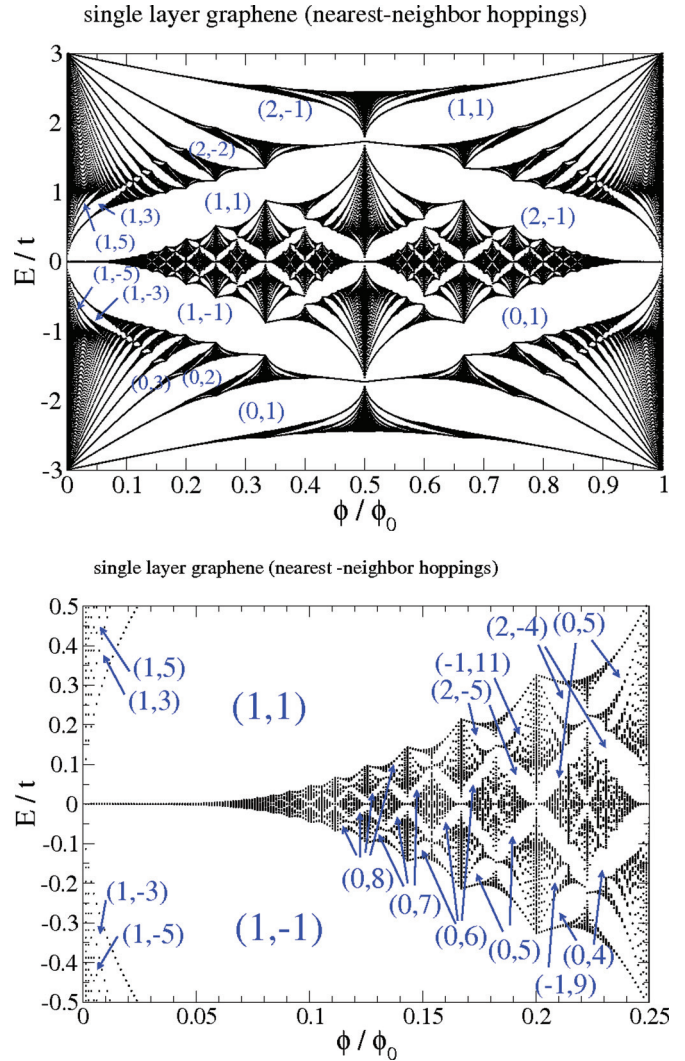 single layer graphene (nearest-neighbor hoppings)
3
(2,-1) (1,1)
2
(2,-2)
1
(1,3) (1,1) (2,-1)
(1,5)
E / t
0
(1,-5)
(1,-3) (1,-1) (0,1)
-1
(0,3) (0,2)
-2
(0,1)
-3
0 0.1 0.2 0.3 0.4 0.5 0.6 0.7 0.8 0.9 1
ϕ / ϕ0
single layer graphene (nearest -neighbor hoppings)
0.5
(2,-4) (0,5)
0.4
(1,5) (-1,11)
(1,3) (1,1) (2,-5)
0.3
0.2
0.1
E / t
0
-0.1
(0,8)
-0.2
(1,-3) (0,7)
-0.3
(1,-1) (0,6) (0,5) (0,4)
(1,-5)
-0.4
(-1,9)
-0.5
0 0.05 0.1 0.15 0.2 0.25
ϕ / ϕ0